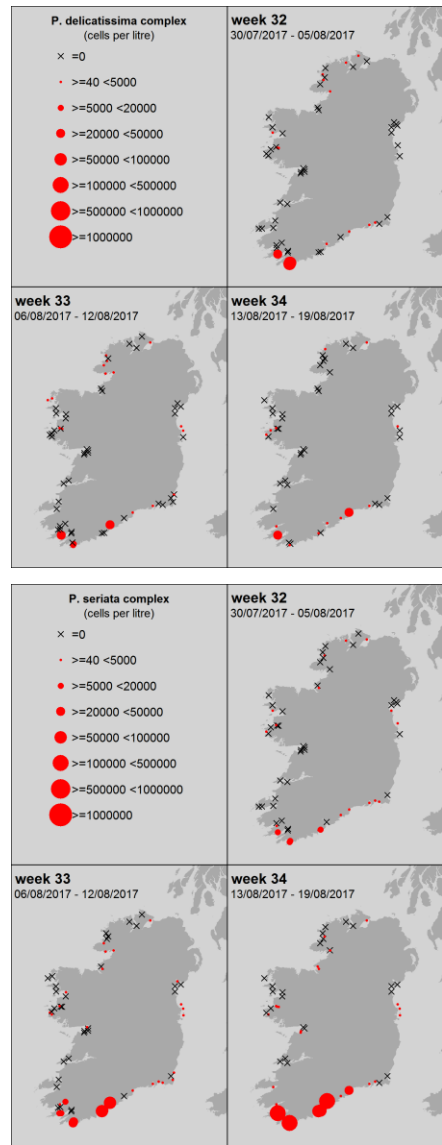 P. delicatissima complex
(cells per litre)
=0
>=40 <5000
>=5000 <20000
>=20000 <50000
>=50000 <100000
>=100000 <500000
>=500000 <1000000
>=1000000
week 32
30/07/2017 - 05/08/2017
week 33
06/08/2017 - 12/08/2017
week 34
13/08/2017 - 19/08/2017
P. seriata complex
(cells per litre)
=0
>=40 <5000
>=5000 <20000
>=20000 <50000
>=50000 <100000
>=100000 <500000
>=500000 <1000000
>=1000000
week 32
30/07/2017 - 05/08/2017
week 33
06/08/2017 - 12/08/2017
week 34
13/08/2017 - 19/08/2017